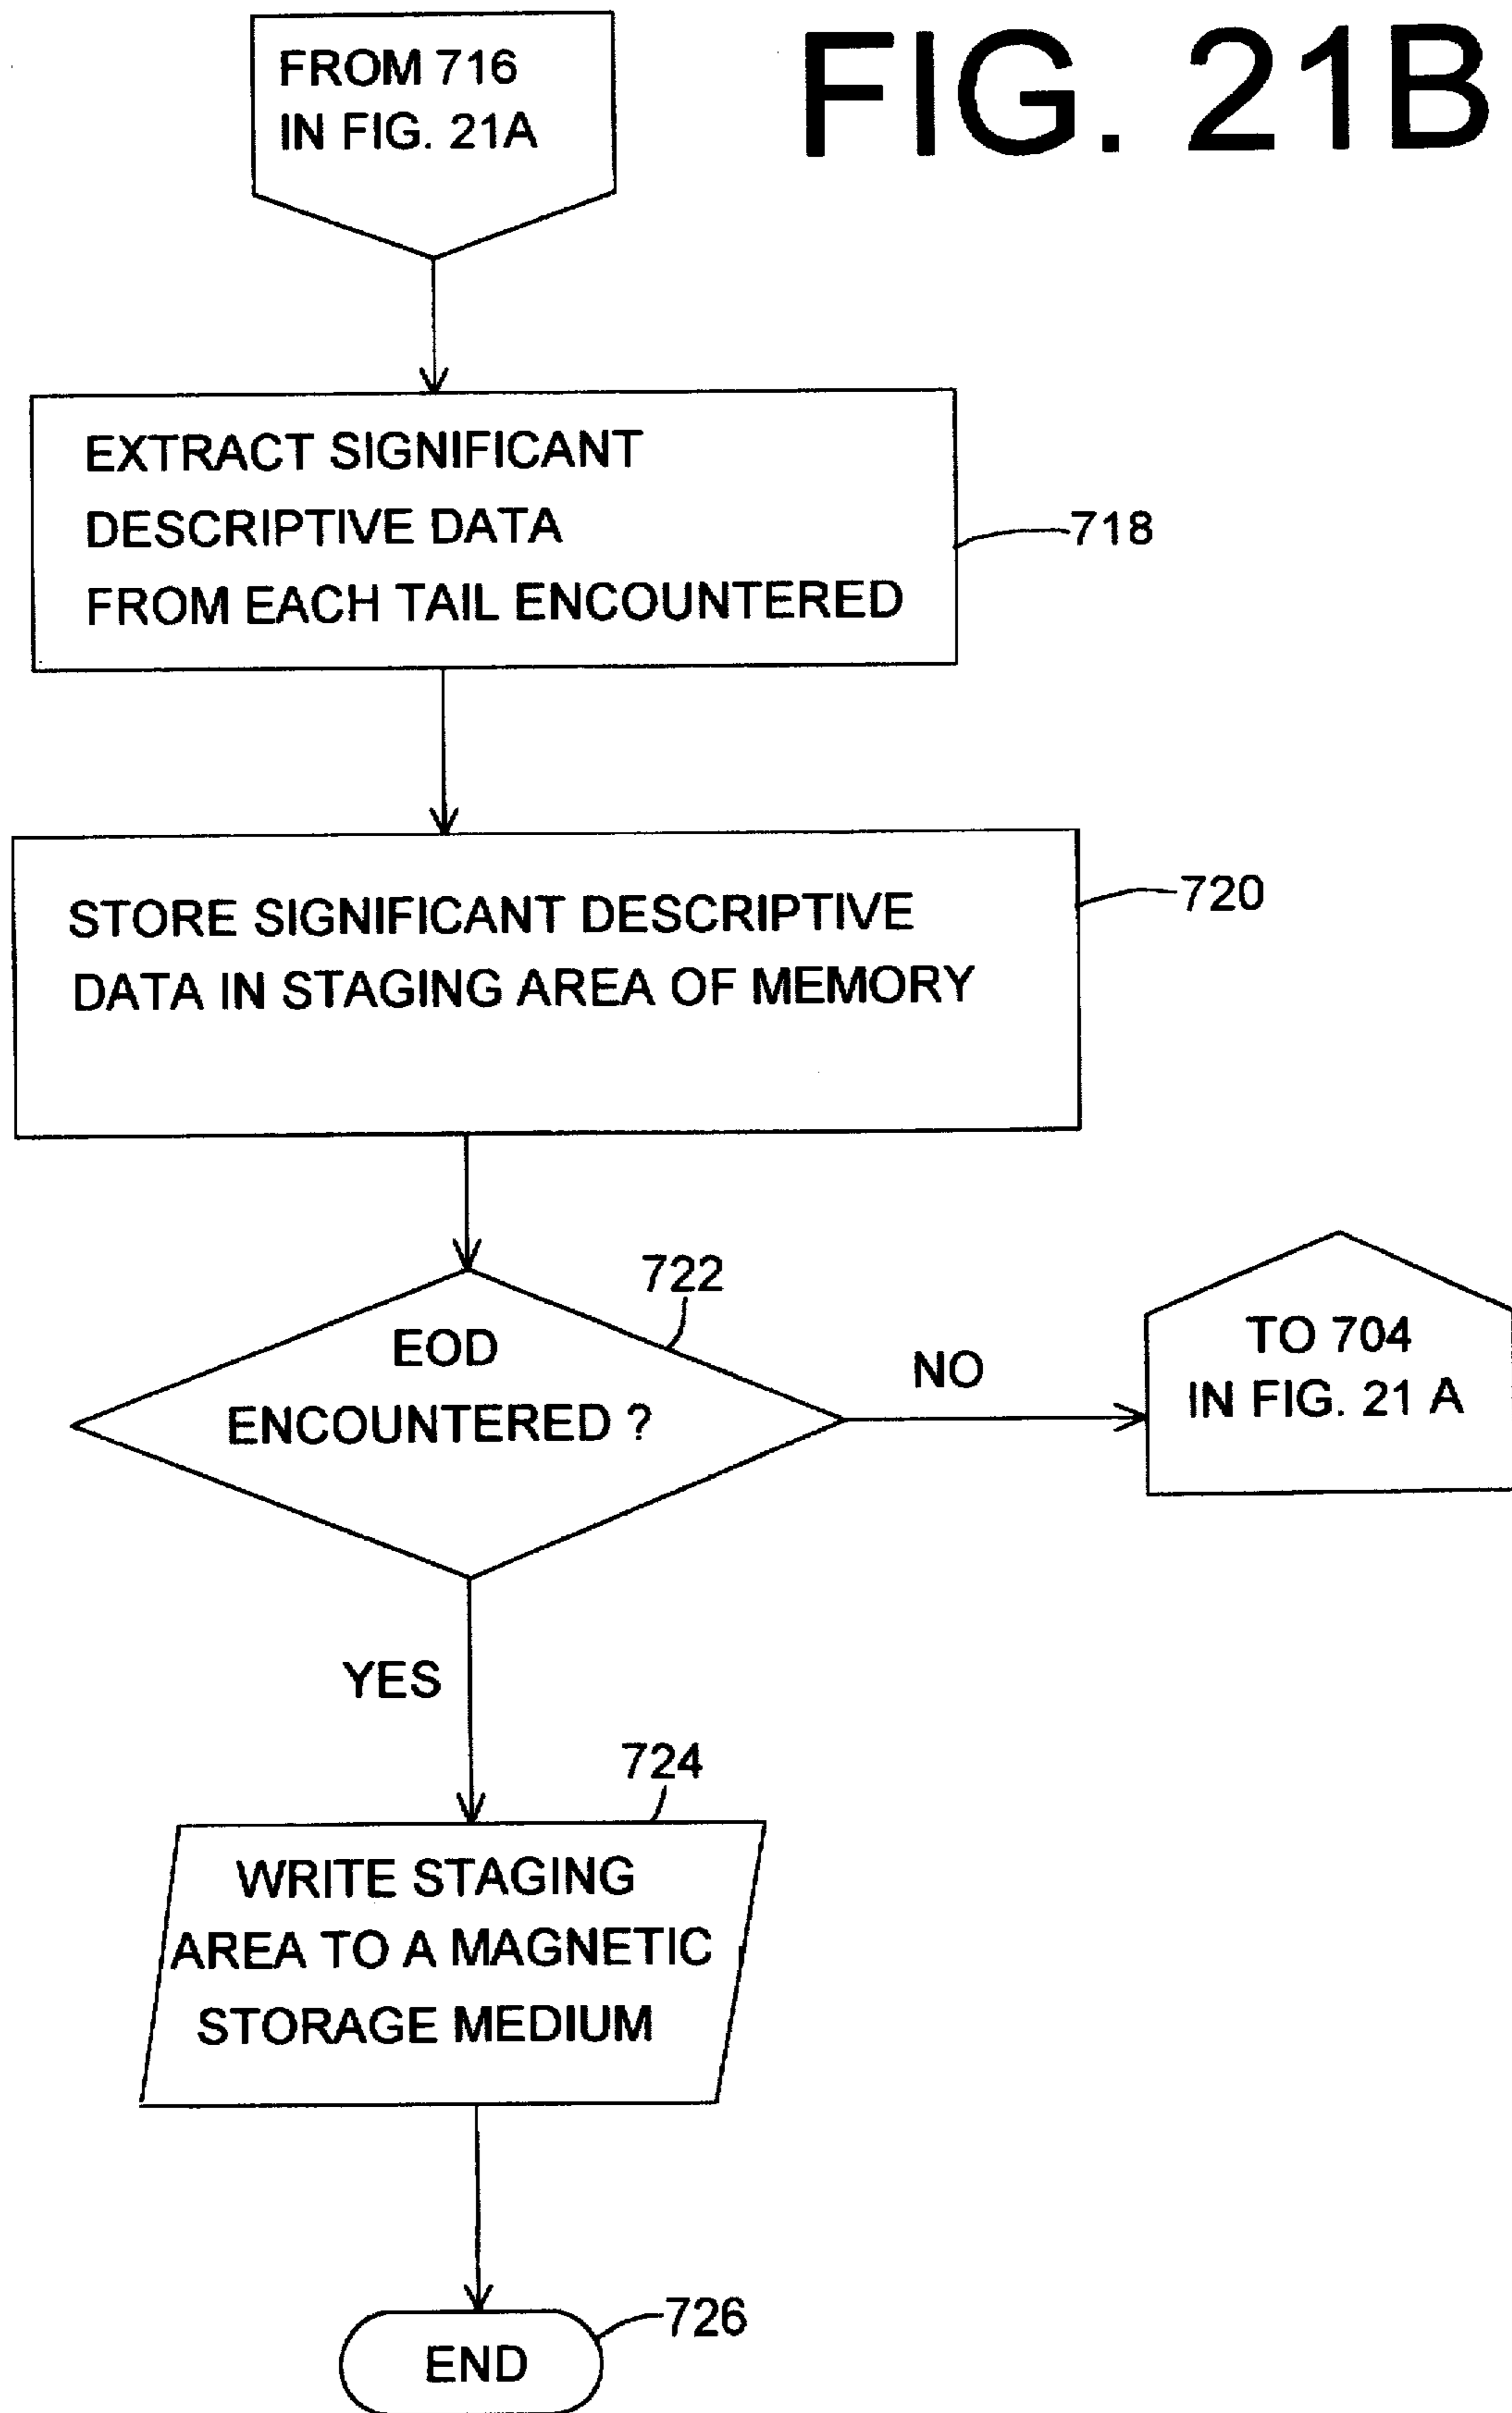 FIG. 21B
FROM 716
IN FIG. 21A
EXTRACT SIGNIFICANT
DESCRIPTIVE DATA
FROM EACH TAIL ENCOUNTERED
718
STORE SIGNIFICANT DESCRIPTIVE
DATA IN STAGING AREA OF MEMORY
720
722
EOD
ENCOUNTERED ?
NO
TO 704
IN FIG. 21 A
YES
724
WRITE STAGING
AREA TO A MAGNETIC
STORAGE MEDIUM
726
END